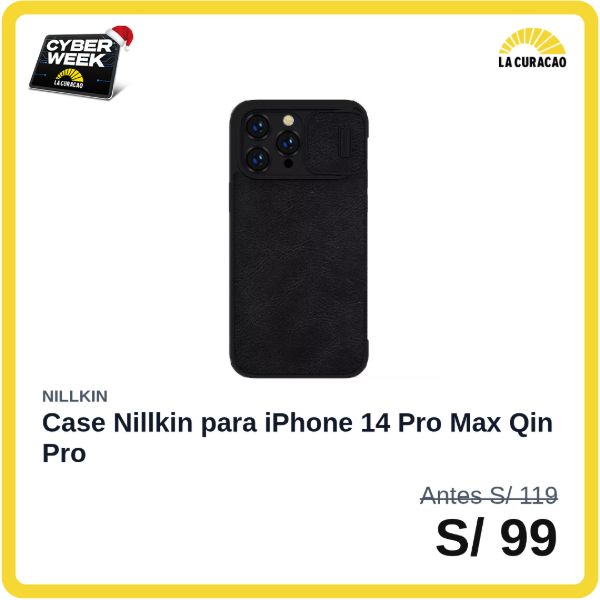 CYBER
WEEK
LA CURACAO
LA CURACAO
NILLKIN
Case Nillkin para iPhone 14 Pro Max Qin
Pro
Antes S/ 119
S/ 99